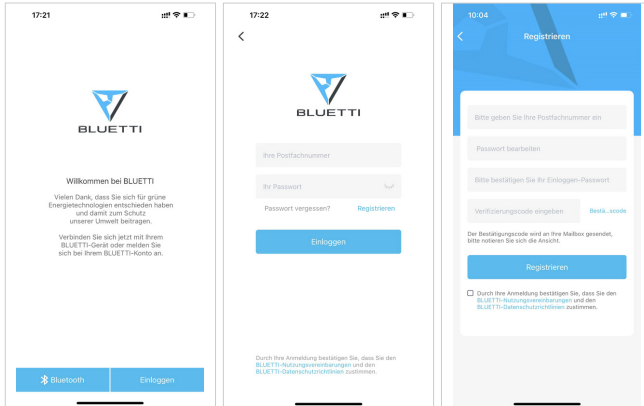 17:21
BLUETTI
Willkommen bei BLUETTI
Vielen Dank, dass Sie sich für grüne
Energietechnologien entschieden haben
und damit zum Schutz
unserer Umwelt beitragen.
Verbinden Sie sich jetzt mit Ihrem
BLUETTI-Gerät oder melden Sie
sich bei Ihrem BLUETTI-Konto an.
Bluetooth
Einloggen
17:22
BLUETTI
Ihre Postfachnummer
Ihr Passwort
Passwort vergessen?
Registrieren
Einloggen
Durch Ihre Anmeldung bestätigen Sie, dass Sie den
BLUETTI-Nutzungsvereinbarungen und den
BLUETTI-Datenschutzrichtlinien zustimmen.
10:04
Registrieren
Bitte geben Sie Ihre Postfachnummer ein
Passwort bearbeiten
Bitte bestätigen Sie Ihr Einloggen-Passwort
Verifizierungscode eingeben
Bestä...xcode
Der Bestätigungscode wird an Ihre Mailbox gesendet,
bitte notieren Sie sich die Ansicht.
Registrieren
Durch Ihre Anmeldung bestätigen Sie, dass Sie den
BLUETTI-Nutzungsvereinbarungen und den
BLUETTI-Datenschutzrichtlinien zustimmen.